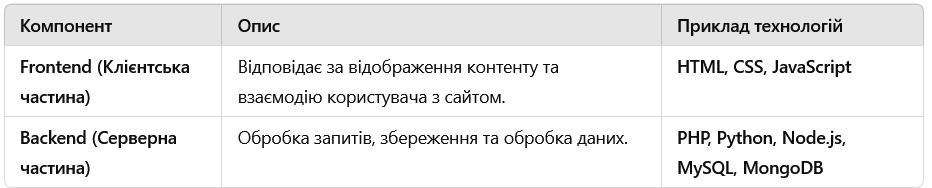 Компонент Опис Приклад технологій
Frontend (Клієнтська частина) Відповідає за відображення контенту та взаємодію користувача з сайтом. HTML, CSS, JavaScript
Backend (Серверна частина) Обробка запитів, збереження та обробка даних. PHP, Python, Node.js, MySQL, MongoDB